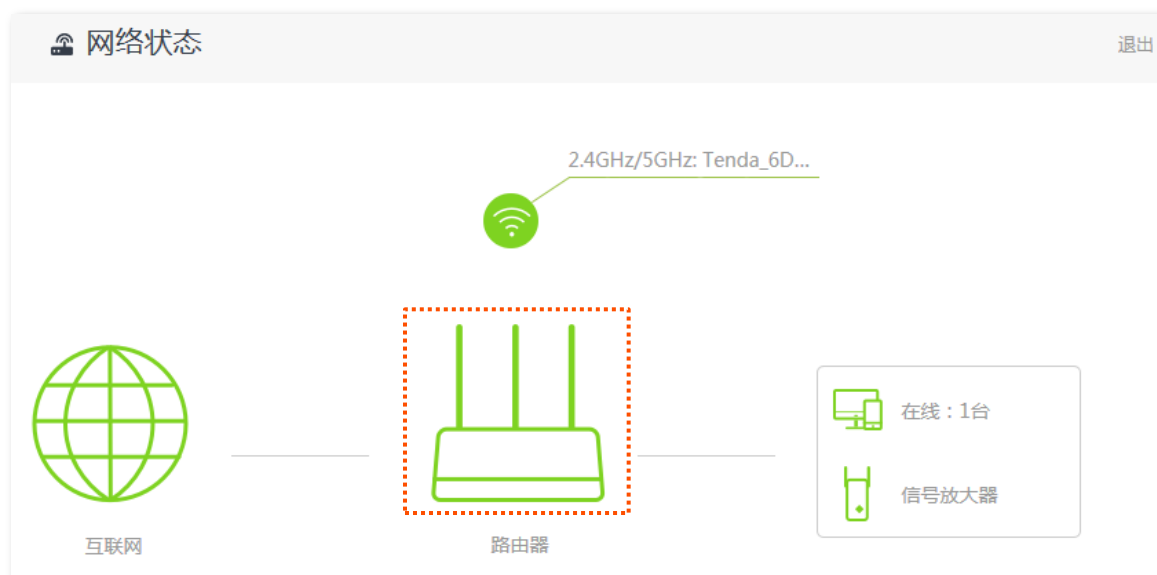 网络状态
退出
2.4GHz/5GHz: Tenda_6D...
在线：1台
信号放大器
互联网
路由器